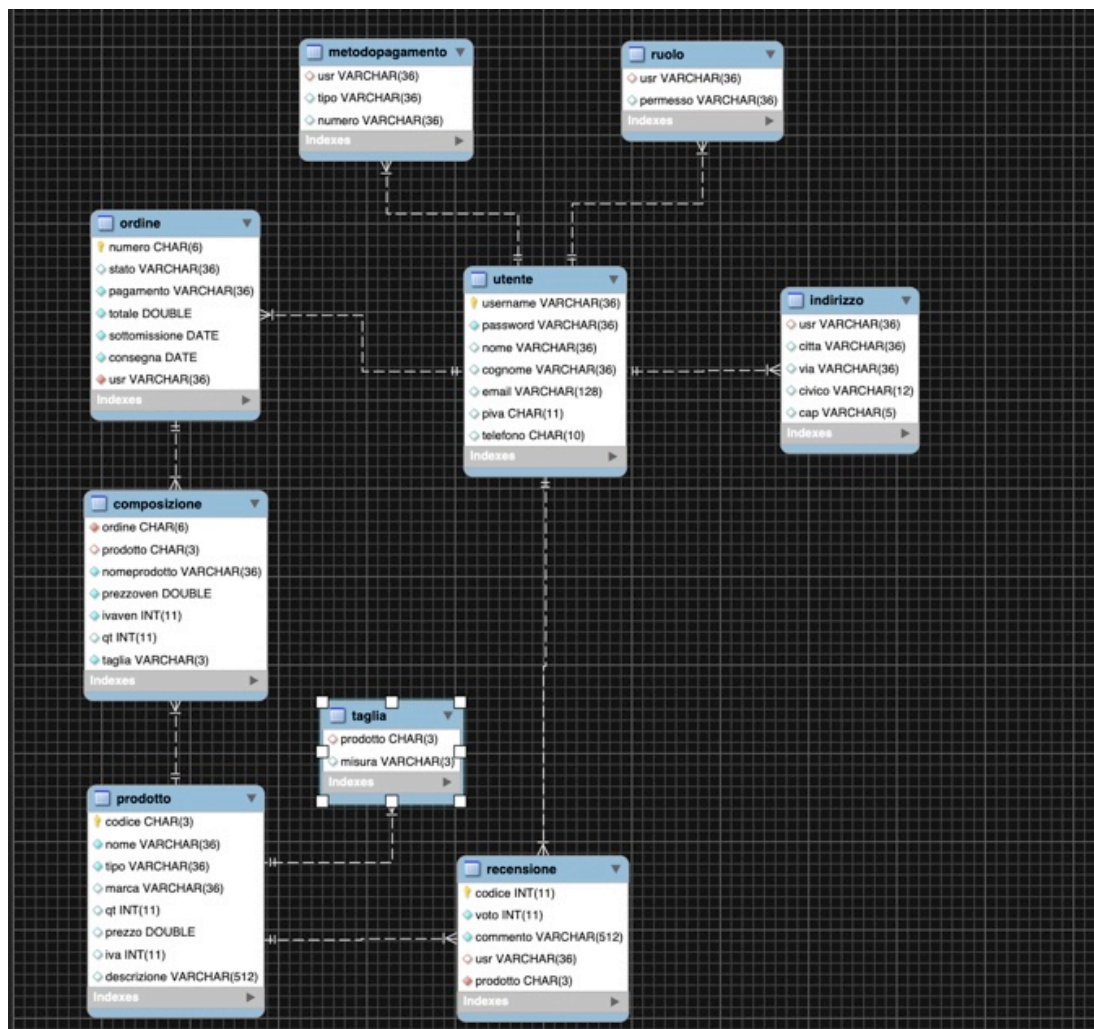 metodopagamento
usr VARCHAR(36)
tipo VARCHAR(36)
numero VARCHAR(36)
Indexes
ruolo
usr VARCHAR(36)
permesso VARCHAR(36)
Indexes
ordine
numero CHAR(6)
stato VARCHAR(36)
pagamento VARCHAR(36)
totale DOUBLE
sottomissione DATE
consegna DATE
usr VARCHAR(36)
Indexes
utente
username VARCHAR(36)
password VARCHAR(36)
nome VARCHAR(36)
cognome VARCHAR(36)
email VARCHAR(128)
piva CHAR(11)
telefono CHAR(10)
Indexes
indirizzo
usr VARCHAR(36)
citta VARCHAR(36)
via VARCHAR(36)
civico VARCHAR(12)
cap VARCHAR(5)
Indexes
composizione
ordine CHAR(6)
prodotto CHAR(3)
nomeprodotto VARCHAR(36)
prezzoven DOUBLE
ivaven INT(11)
qt INT(11)
taglia VARCHAR(3)
Indexes
taglia
prodotto CHAR(3)
misura VARCHAR(3)
Indexes
prodotto
codice CHAR(3)
nome VARCHAR(36)
tipo VARCHAR(36)
marca VARCHAR(36)
qt INT(11)
prezzo DOUBLE
iva INT(11)
descrizione VARCHAR(512)
Indexes
recensione
codice INT(11)
voto INT(11)
commento VARCHAR(512)
usr VARCHAR(36)
prodotto CHAR(3)
Indexes